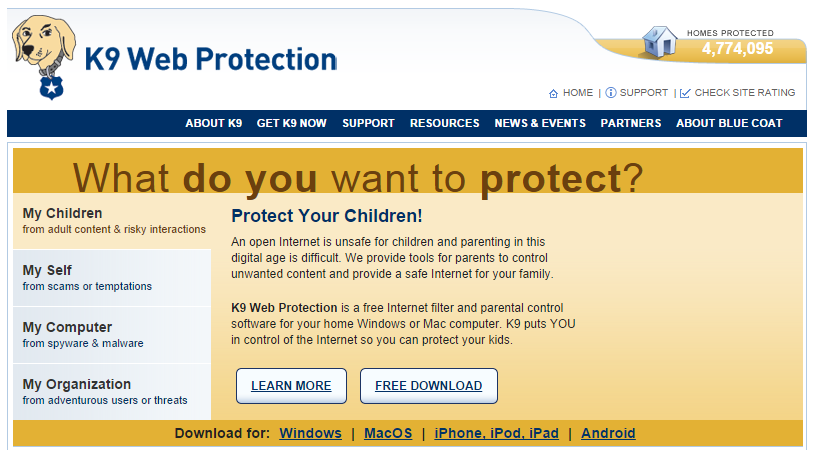 K9 Web Protection
HOMES PROTECTED
4,774,095
HOME | SUPPORT | CHECK SITE RATING
ABOUT K9 GET K9 NOW SUPPORT RESOURCES NEWS & EVENTS PARTNERS ABOUT BLUE COAT
What do you want to protect?
My Children
from adult content & risky interactions
My Self
from scams or temptations
My Computer
from spyware & malware
My Organization
from adventurous users or threats
Protect Your Children!
An open Internet is unsafe for children and parenting in this
digital age is difficult. We provide tools for parents to control
unwanted content and provide a safe Internet for your family.
K9 Web Protection is a free Internet filter and parental control
software for your home Windows or Mac computer. K9 puts YOU
in control of the Internet so you can protect your kids.
LEARN MORE FREE DOWNLOAD
Download for: Windows | MacOS | iPhone, iPod, iPad | Android